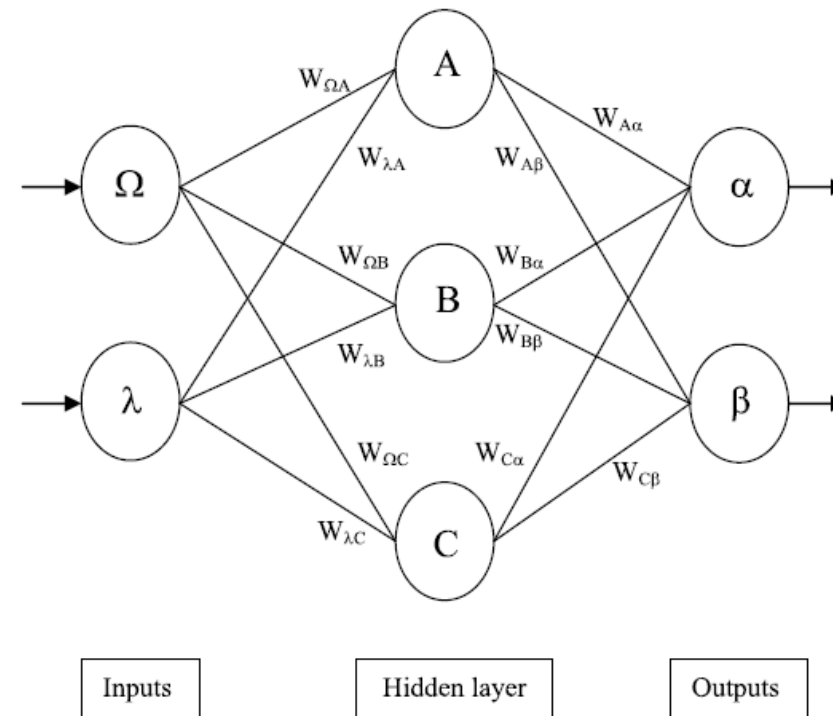 A
W_ΩA
W_Aα
W_λA
W_Aβ
Ω
α
W_ΩB
W_Bα
B
W_λB
W_Bβ
λ
β
W_ΩC
W_Cα
W_Cβ
W_λC
C
Inputs
Hidden layer
Outputs